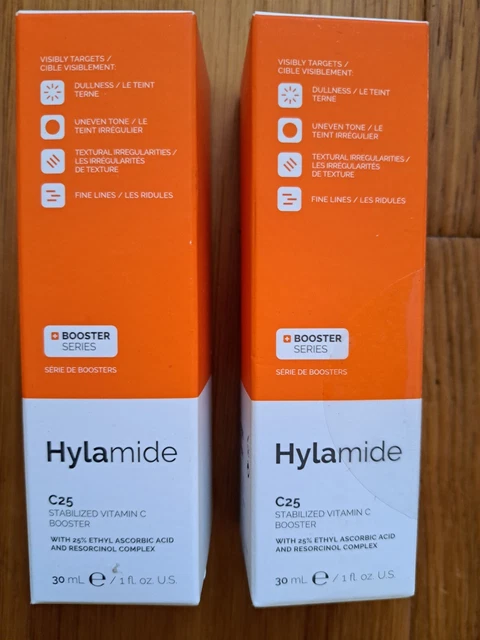 VISIBLY TARGETS /
CIBLE VISIBLEMENT:
DULLNESS / LE TEINT
TERNE
UNEVEN TONE / LE
TEINT IRRÉGULIER
TEXTURAL IRREGULARITIES /
LES IRRÉGULARITÉS
DE TEXTURE
FINE LINES / LES RIDULES
BOOSTER
SERIES
SÉRIE DE BOOSTERS
Hylamide
C25
STABILIZED VITAMIN C
BOOSTER
WITH 25% ETHYL ASCORBIC ACID
AND RESORCINOL COMPLEX
30 mL ℮ / 1 fl. oz. U.S.
VISIBLY TARGETS /
CIBLE VISIBLEMENT:
DULLNESS / LE TEINT
TERNE
UNEVEN TONE / LE
TEINT IRRÉGULIER
TEXTURAL IRREGULARITIES /
LES IRRÉGULARITÉS
DE TEXTURE
FINE LINES / LES RIDULES
BOOSTER
SERIES
SÉRIE DE BOOSTERS
Hylamide
C25
STABILIZED VITAMIN C
BOOSTER
WITH 25% ETHYL ASCORBIC ACID
AND RESORCINOL COMPLEX
30 mL ℮ / 1 fl. oz. U.S.